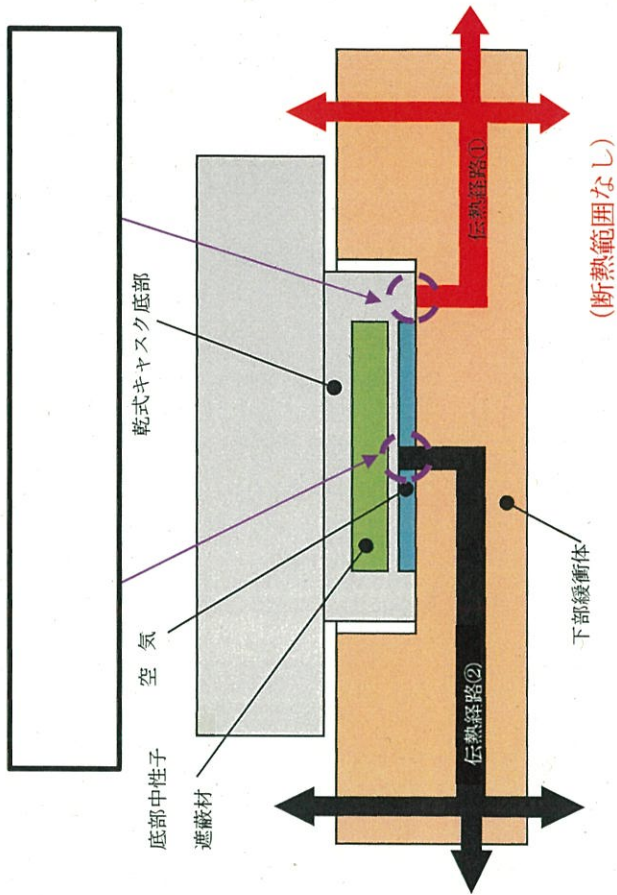 乾式キャスク底部
空 気
底部中性子
遮蔽材
伝熱経路(1)
伝熱経路(2)
下部緩衝体
(断熱範囲なし)